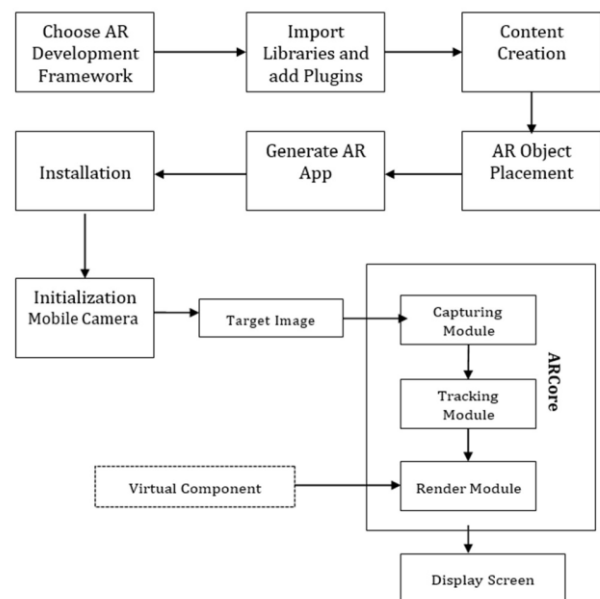 Choose AR
Development
Framework
Import
Libraries and
add Plugins
Content
Creation
Installation
Generate AR
App
AR Object
Placement
Initialization
Mobile Camera
Target Image
Capturing
Module
ARCore
Tracking
Module
Virtual Component
Render Module
Display Screen